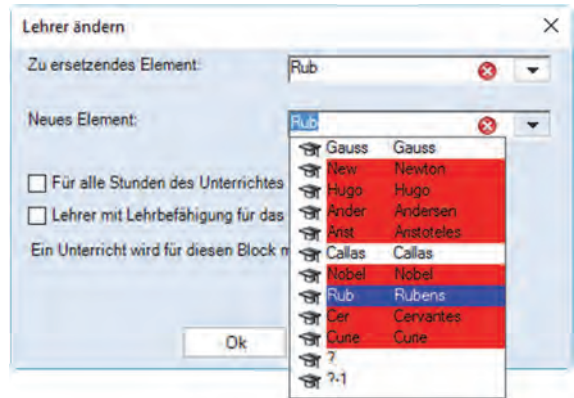 Lehrer ändern
Zu ersetzendes Element: Rub
Neues Element: Rub
Gauss Gauss
New Newton
Hugo Hugo
Ander Andersen
Arist Aristoteles
Callas Callas
Nobel Nobel
Rub Rubens
Cer Cervantes
Curie Curie
?
?-1
Für alle Stunden des Unterrichtes
Lehrer mit Lehrbefähigung für das
Ein Unterricht wird für diesen Block
Ok